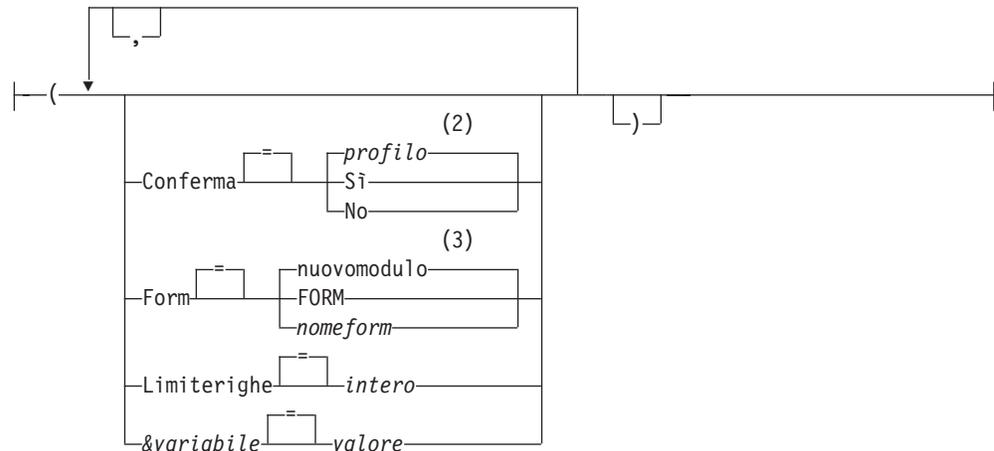 ,
( )
(2)
Conferma = profilo
Sì
No
(3)
Form = nuovomodulo
FORM
nomeform
Limiterighe = intero
&variabile = valore